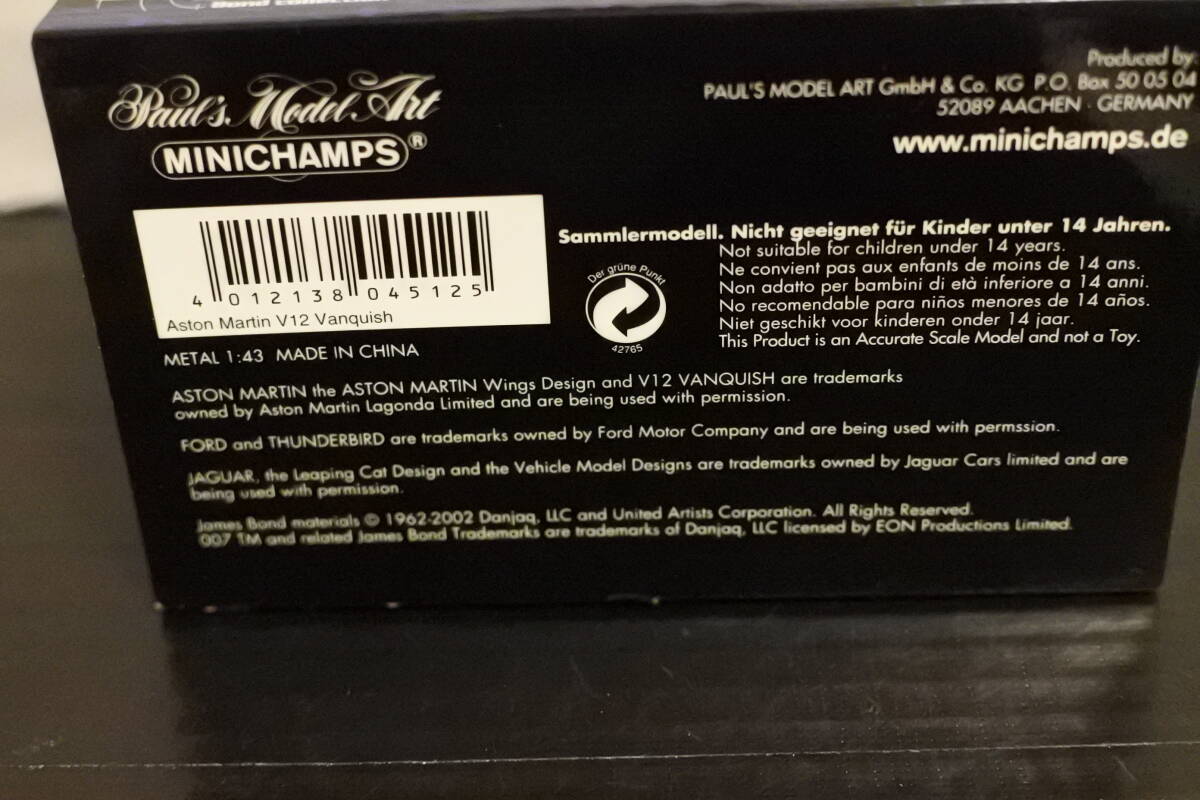 Bond collection
Paul's Model Art
MINICHAMPS®
Produced by:
PAUL'S MODEL ART GmbH & Co. KG P.O. Box 50 05 04
52089 AACHEN · GERMANY
www.minichamps.de
4 012138 045125
Aston Martin V12 Vanquish
METAL 1:43 MADE IN CHINA
Sammlermodell. Nicht geeignet für Kinder unter 14 Jahren.
Not suitable for children under 14 years.
Ne convient pas aux enfants de moins de 14 ans.
Non adatto per bambini di età inferiore a 14 anni.
No recomendable para niños menores de 14 años.
Niet geschikt voor kinderen onder 14 jaar.
This Product is an Accurate Scale Model and not a Toy.
Der grüne Punkt
42765
ASTON MARTIN the ASTON MARTIN Wings Design and V12 VANQUISH are trademarks
owned by Aston Martin Lagonda Limited and are being used with permission.
FORD and THUNDERBIRD are trademarks owned by Ford Motor Company and are being used with permssion.
JAGUAR, the Leaping Cat Design and the Vehicle Model Designs are trademarks owned by Jaguar Cars limited and are
being used with permission.
James Bond materials © 1962-2002 Danjaq, LLC and United Artists Corporation. All Rights Reserved.
007 TM and related James Bond Trademarks are trademarks of Danjaq, LLC licensed by EON Productions Limited.